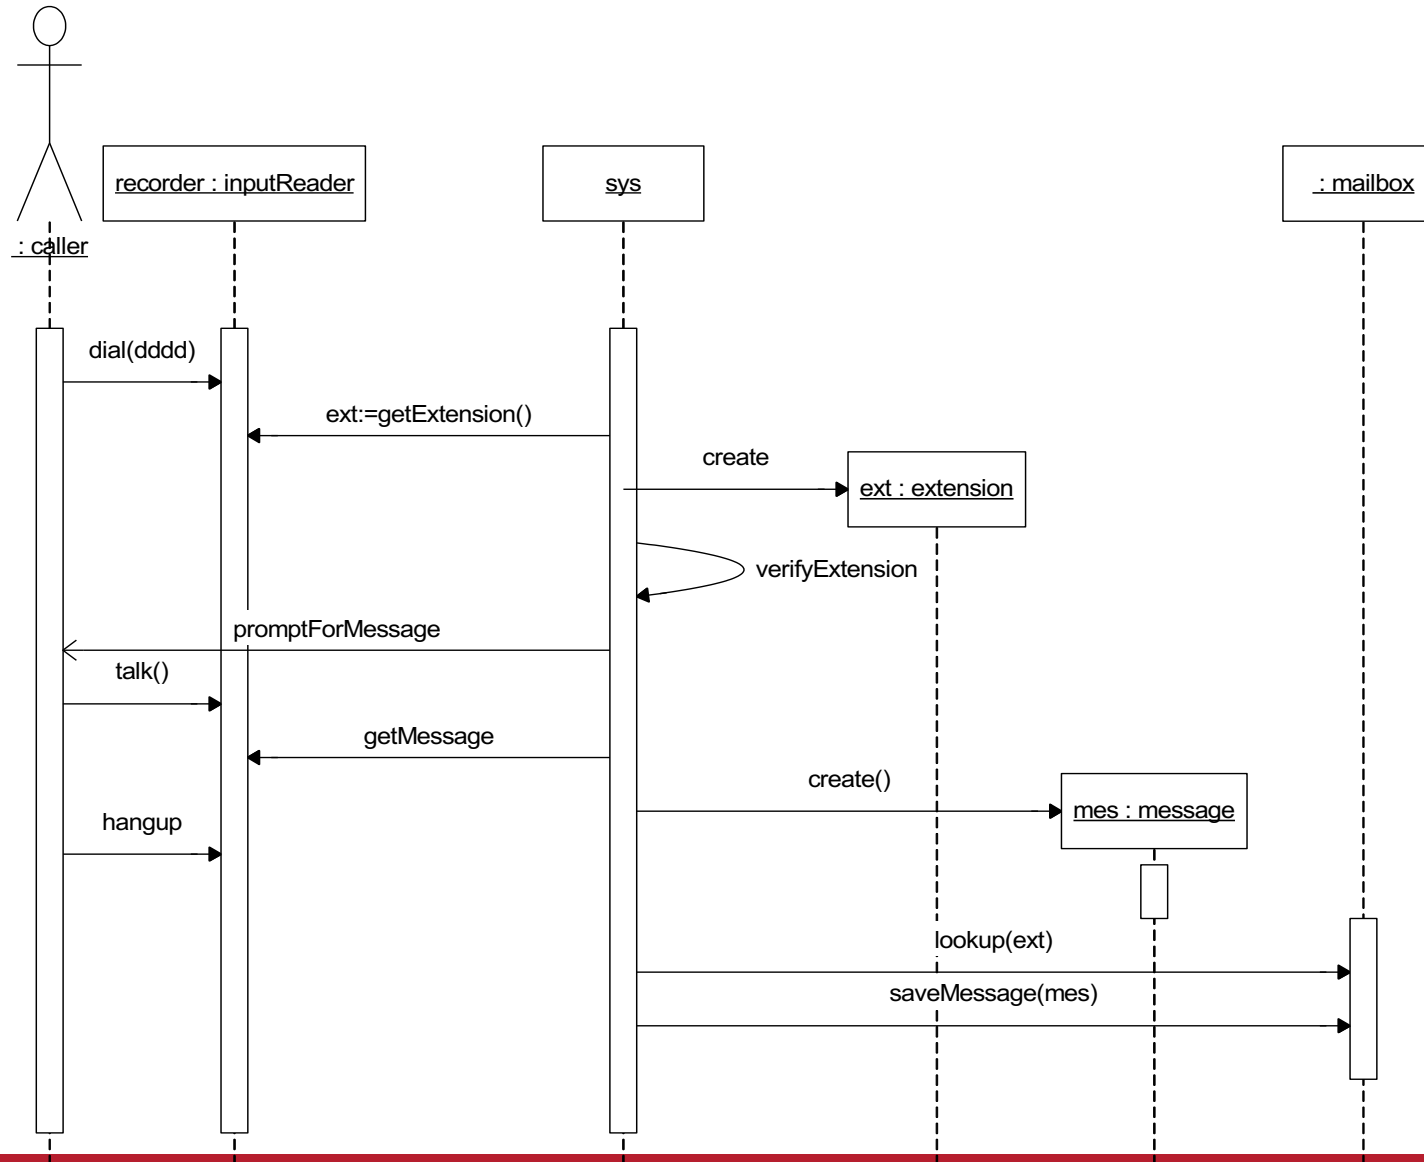 recorder : inputReader
sys
: mailbox
: caller
dial(dddd)
ext:=getExtension()
create
ext : extension
verifyExtension
promptForMessage
talk()
getMessage
create()
mes : message
hangup
lookup(ext)
saveMessage(mes)